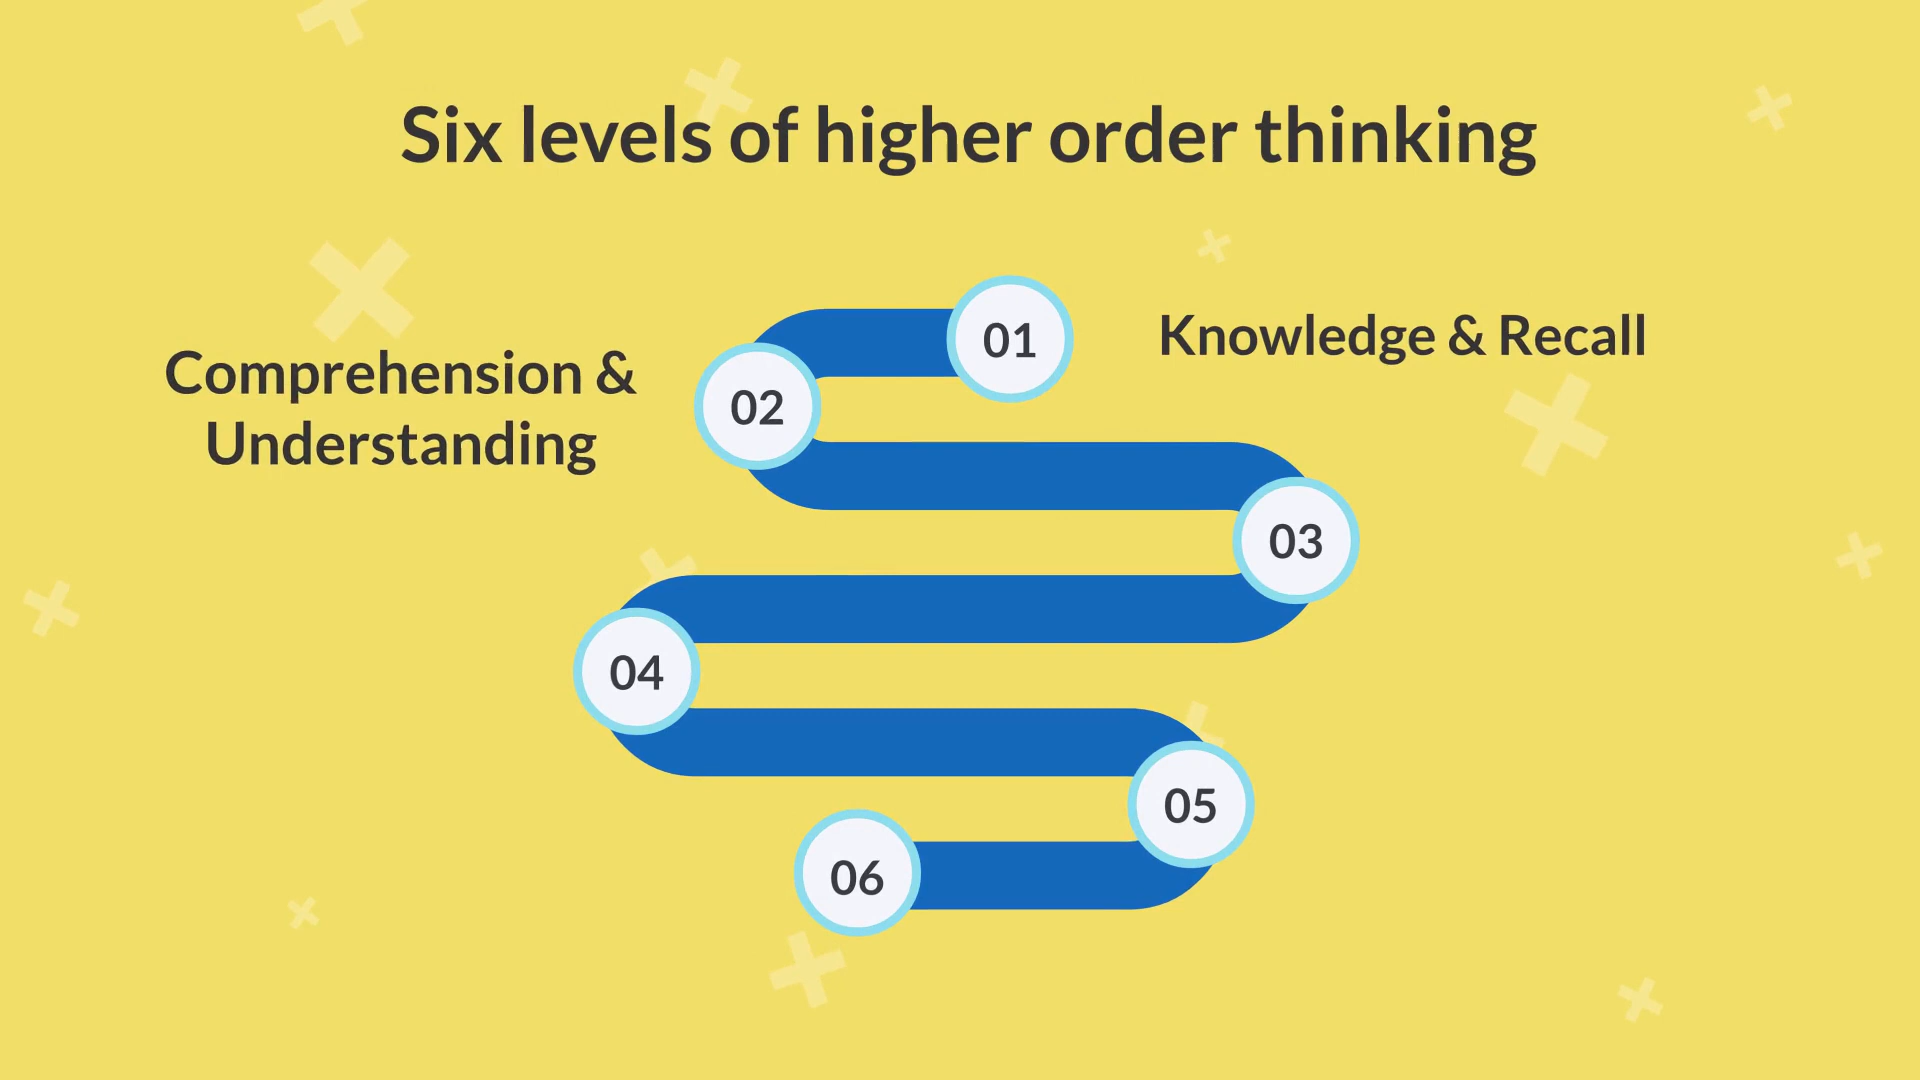 Six levels of higher order thinking
01
Knowledge & Recall
02
Comprehension &
Understanding
03
04
05
06